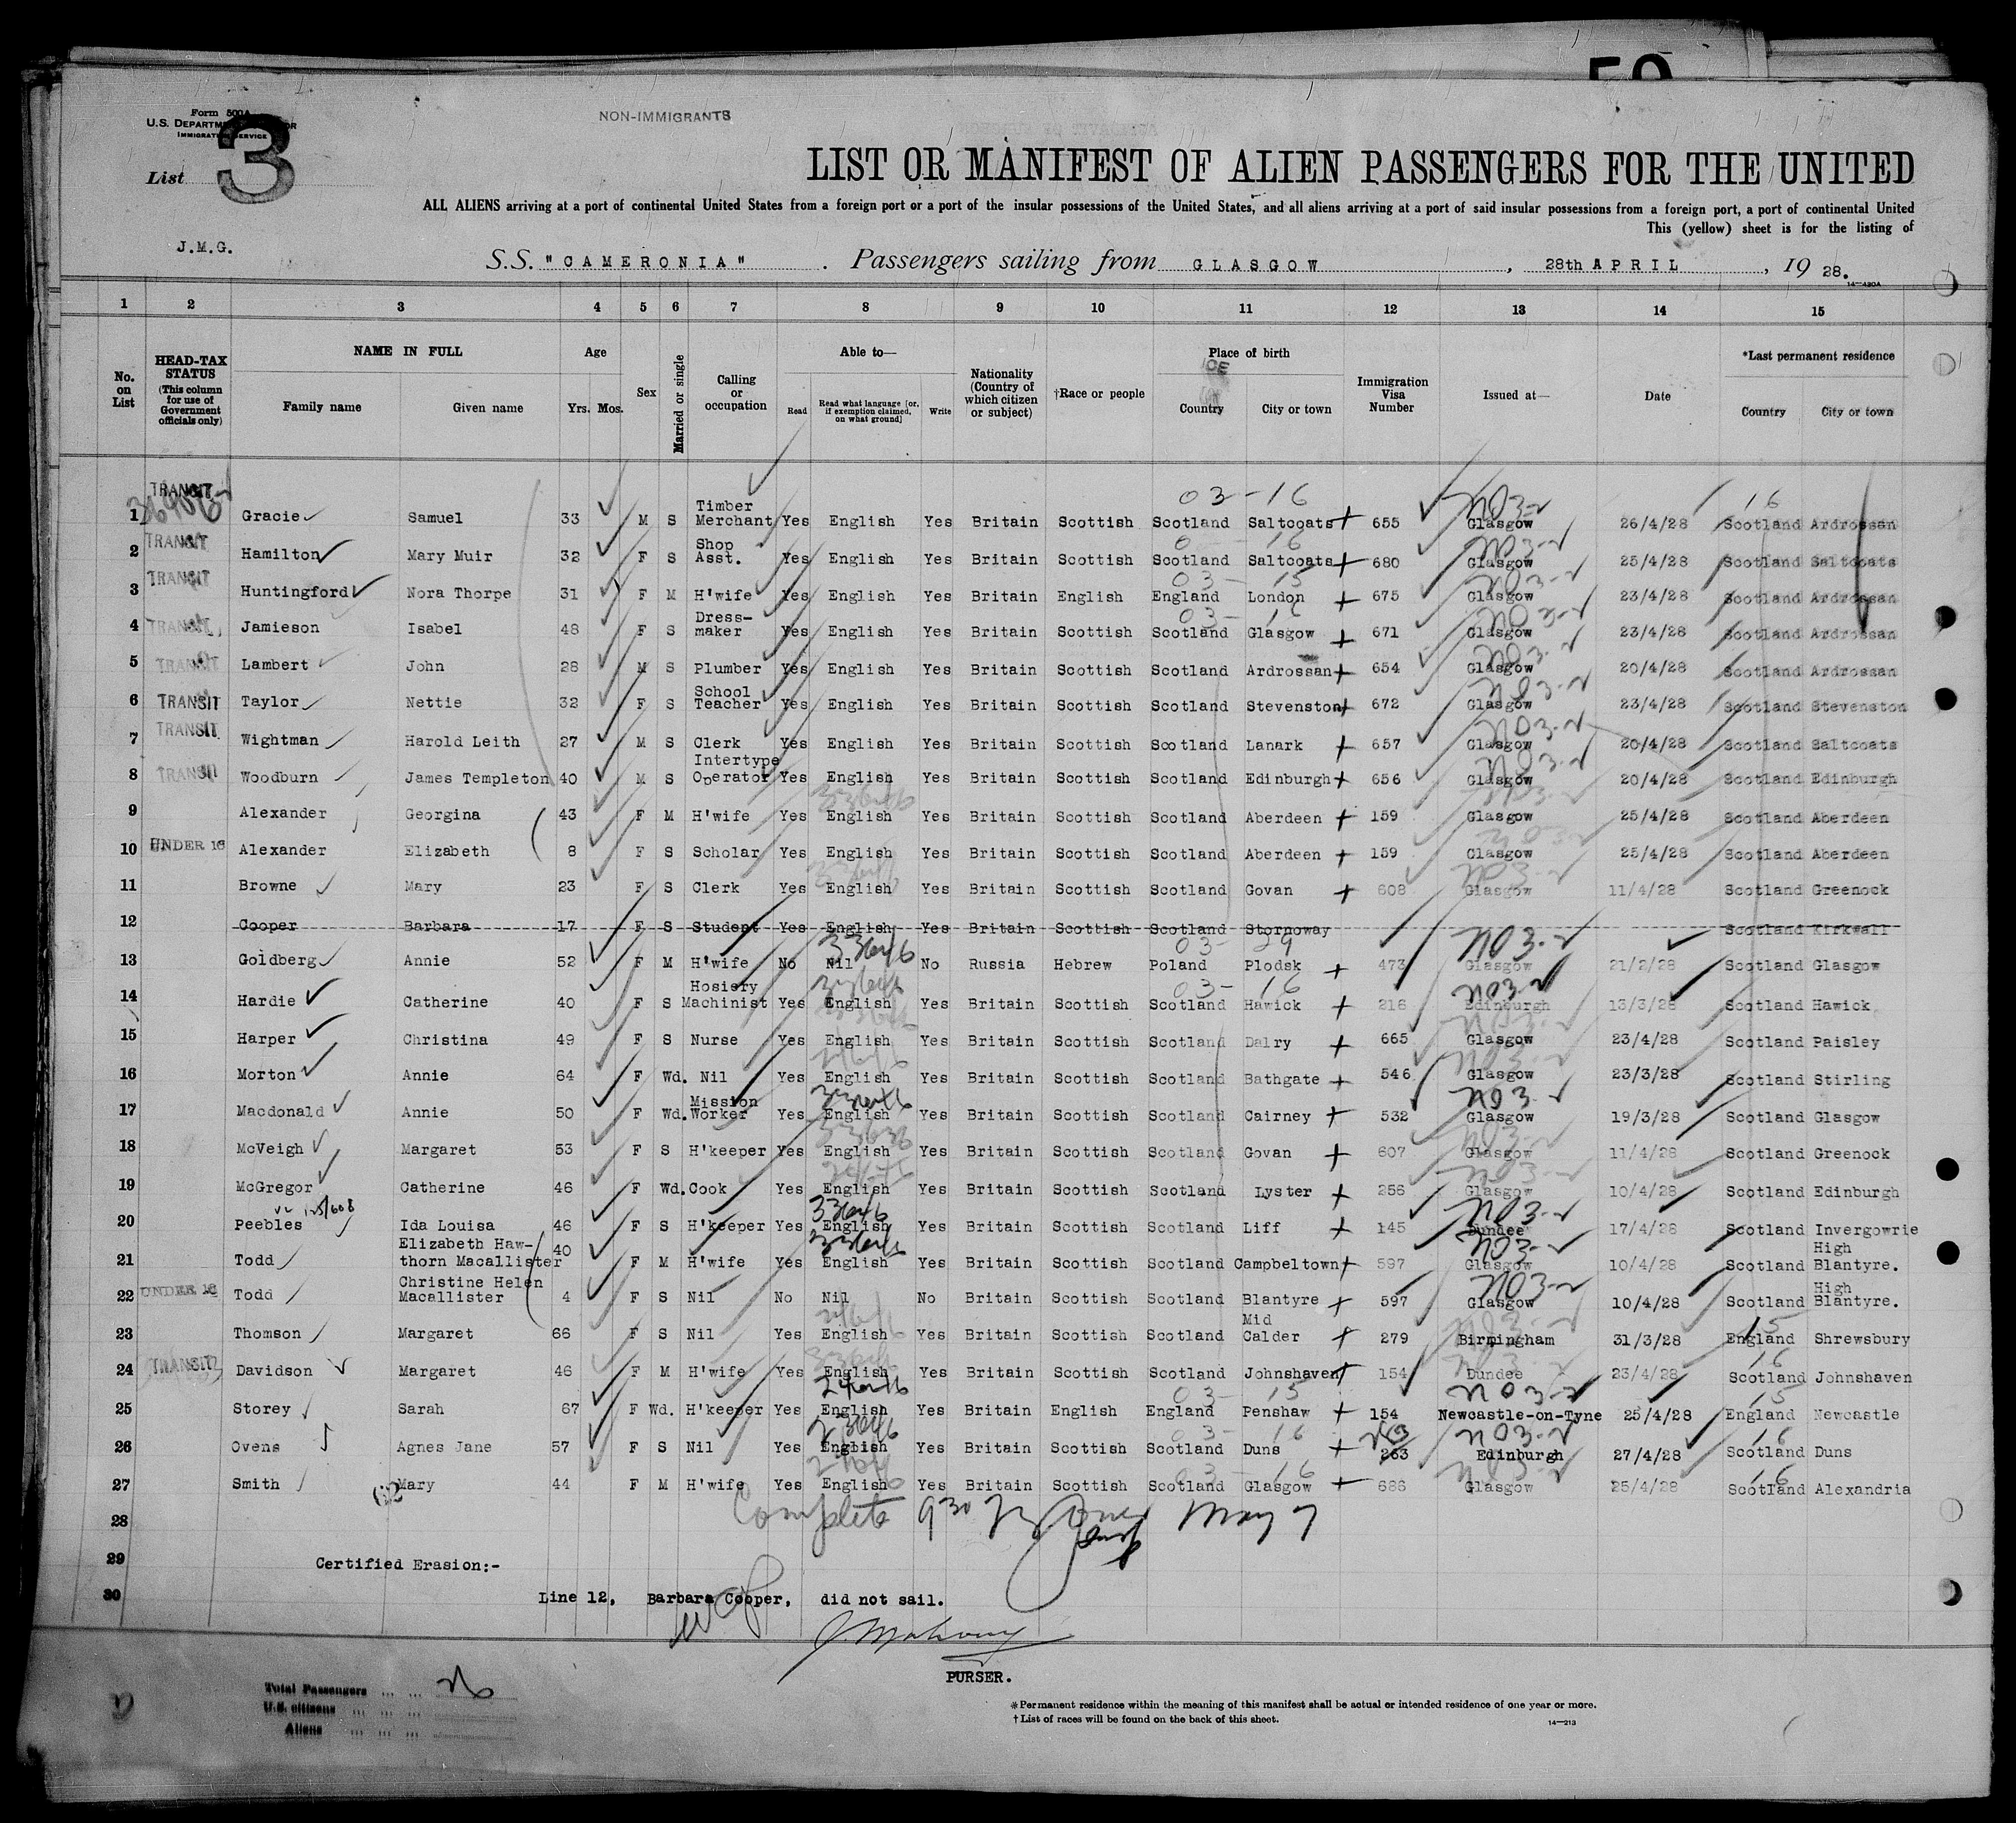 Form 500A
U.S. DEPARTMENT OF LABOR
IMMIGRATION SERVICE
NON-IMMIGRANTS
List 3
LIST OR MANIFEST OF ALIEN PASSENGERS FOR THE UNITED
ALL ALIENS arriving at a port of continental United States from a foreign port or a port of the insular possessions of the United States, and all aliens arriving at a port of said insular possessions from a foreign port, a port of continental United
This (yellow) sheet is for the listing of
J.M.G.
S.S. "CAMERONIA". Passengers sailing from GLASGOW, 28th APRIL, 19 28.
14—430A
1 2 3 4 5 6 7 8 9 10 11 12 13 14 15
No. on List
HEAD-TAX STATUS (This column for use of Government officials only)
NAME IN FULL Family name Given name
Age Yrs. Mos.
Sex
Married or single
Calling or occupation
Able to— Read Read what language [or, if exemption claimed, on what ground] Write
Nationality (Country of which citizen or subject)
†Race or people
Place of birth Country City or town
Immigration Visa Number
Issued at—
Date
*Last permanent residence Country City or town
1 TRANSIT Gracie Samuel 33 M S Timber Merchant Yes English Yes Britain Scottish Scotland Saltcoats 655 Glasgow 26/4/28 Scotland Ardrossan
2 TRANSIT Hamilton Mary Muir 32 F S Shop Asst. Yes English Yes Britain Scottish Scotland Saltcoats 680 Glasgow 25/4/28 Scotland Saltcoats
3 TRANSIT Huntingford Nora Thorpe 31 F M H'wife Yes English Yes Britain English England London 675 Glasgow 23/4/28 Scotland Ardrossan
4 TRANSIT Jamieson Isabel 48 F S Dress-maker Yes English Yes Britain Scottish Scotland Glasgow 671 Glasgow 23/4/28 Scotland Ardrossan
5 TRANSIT Lambert John 28 M S Plumber Yes English Yes Britain Scottish Scotland Ardrossan 654 Glasgow 20/4/28 Scotland Ardrossan
6 TRANSIT Taylor Nettie 32 F S School Teacher Yes English Yes Britain Scottish Scotland Stevenston 672 Glasgow 23/4/28 Scotland Stevenston
7 TRANSIT Wightman Harold Leith 27 M S Clerk Yes English Yes Britain Scottish Scotland Lanark 657 Glasgow 20/4/28 Scotland Saltcoats
8 TRANSIT Woodburn James Templeton 40 M S Intertype Operator Yes English Yes Britain Scottish Scotland Edinburgh 656 Glasgow 20/4/28 Scotland Edinburgh
9 Alexander Georgina 43 F M H'wife Yes English Yes Britain Scottish Scotland Aberdeen 159 Glasgow 25/4/28 Scotland Aberdeen
10 UNDER 16 Alexander Elizabeth 8 F S Scholar Yes English Yes Britain Scottish Scotland Aberdeen 159 Glasgow 25/4/28 Scotland Aberdeen
11 Browne Mary 23 F S Clerk Yes English Yes Britain Scottish Scotland Govan 608 Glasgow 11/4/28 Scotland Greenock
12 Cooper Barbara 17 F S Student Yes English Yes Britain Scottish Scotland Stornoway Scotland Kirkwall
13 Goldberg Annie 52 F M H'wife No Nil No Russia Hebrew Poland Plodsk 473 Glasgow 21/2/28 Scotland Glasgow
14 Hardie Catherine 40 F S Hosiery Machinist Yes English Yes Britain Scottish Scotland Hawick 216 Edinburgh 13/3/28 Scotland Hawick
15 Harper Christina 49 F S Nurse Yes English Yes Britain Scottish Scotland Dalry 665 Glasgow 23/4/28 Scotland Paisley
16 Morton Annie 64 F Wd. Nil Yes English Yes Britain Scottish Scotland Bathgate 546 Glasgow 23/3/28 Scotland Stirling
17 Macdonald Annie 50 F Wd. Mission Worker Yes English Yes Britain Scottish Scotland Cairney 532 Glasgow 19/3/28 Scotland Glasgow
18 McVeigh Margaret 53 F S H'keeper Yes English Yes Britain Scottish Scotland Govan 607 Glasgow 11/4/28 Scotland Greenock
19 McGregor Catherine 46 F Wd. Cook Yes English Yes Britain Scottish Scotland Lyster 256 Glasgow 10/4/28 Scotland Edinburgh
20 Peebles Ida Louisa 46 F S H'keeper Yes English Yes Britain Scottish Scotland Liff 145 Dundee 17/4/28 Scotland Invergowrie
21 Todd Elizabeth Haw-thorn Macallister 40 F M H'wife Yes English Yes Britain Scottish Scotland Campbeltown 597 Glasgow 10/4/28 Scotland High Blantyre.
22 UNDER 16 Todd Christine Helen Macallister 4 F S Nil No Nil No Britain Scottish Scotland Blantyre 597 Glasgow 10/4/28 Scotland High Blantyre.
23 Thomson Margaret 66 F S Nil Yes English Yes Britain Scottish Scotland Mid Calder 279 Birmingham 31/3/28 England Shrewsbury
24 TRANSIT Davidson Margaret 46 F M H'wife Yes English Yes Britain Scottish Scotland Johnshaven 154 Dundee 23/4/28 Scotland Johnshaven
25 Storey Sarah 67 F Wd. H'keeper Yes English Yes Britain English England Penshaw 154 Newcastle-on-Tyne 25/4/28 England Newcastle
26 Ovens Agnes Jane 57 F S Nil Yes English Yes Britain Scottish Scotland Duns 263 Edinburgh 27/4/28 Scotland Duns
27 Smith Mary 44 F M H'wife Yes English Yes Britain Scottish Scotland Glasgow 686 Glasgow 25/4/28 Scotland Alexandria
28 Complete 9 30 May 6
29 Certified Erasion:-
30 Line 12, Barbara Cooper, did not sail.
PURSER.
Total Passengers
U.S. citizens
Aliens
*Permanent residence within the meaning of this manifest shall be actual or intended residence of one year or more.
†List of races will be found on the back of this sheet.
14—213